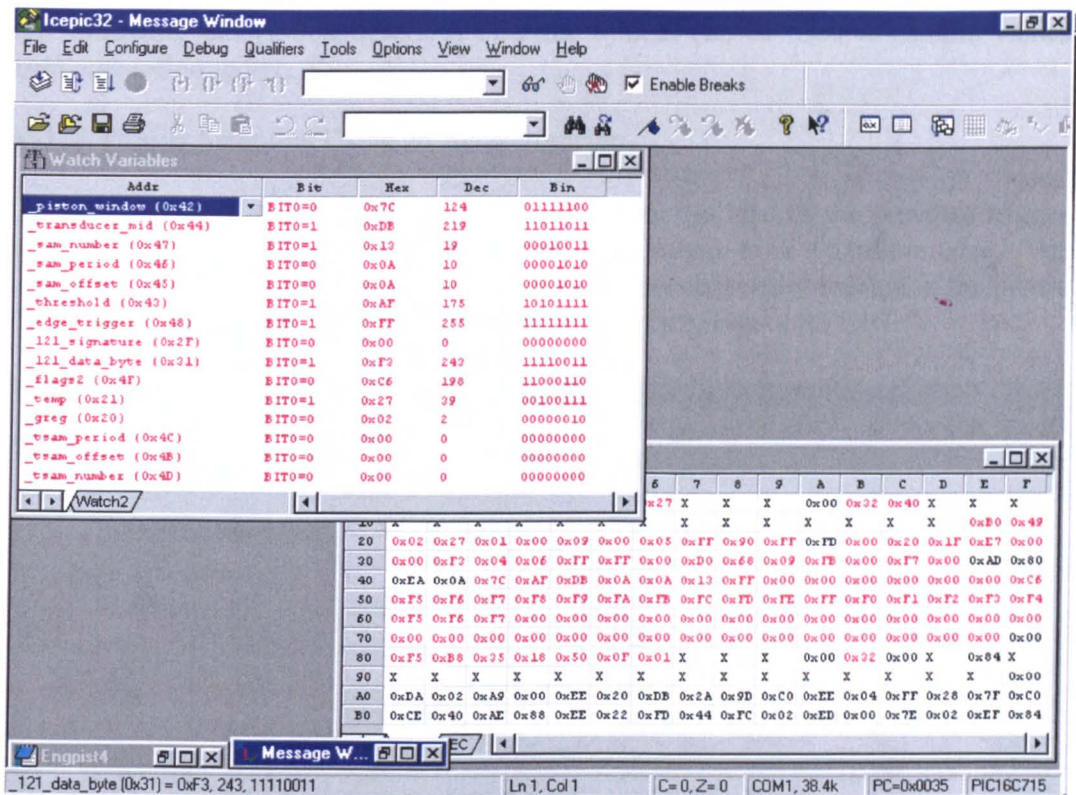 Icepic32 - Message Window
File Edit Configure Debug Qualifiers Tools Options View Window Help
Enable Breaks
Watch Variables
Addr Bit Hex Dec Bin
_piston_window (0x42) BIT0=0 0x7C 124 01111100
_transducer_mid (0x44) BIT0=1 0xDB 219 11011011
_sam_number (0x47) BIT0=1 0x13 19 00010011
_sam_period (0x46) BIT0=0 0x0A 10 00001010
_sam_offset (0x45) BIT0=0 0x0A 10 00001010
_threshold (0x43) BIT0=1 0xAF 175 10101111
_edge_trigger (0x48) BIT0=1 0xFF 255 11111111
_121_signature (0x2F) BIT0=0 0x00 0 00000000
_121_data_byte (0x31) BIT0=1 0xF3 243 11110011
_flags2 (0x4F) BIT0=0 0xC6 198 11000110
_temp (0x21) BIT0=1 0x27 39 00100111
_greg (0x20) BIT0=0 0x02 2 00000010
_tsam_period (0x4C) BIT0=0 0x00 0 00000000
_tsam_offset (0x4B) BIT0=0 0x00 0 00000000
_tsam_number (0x4D) BIT0=0 0x00 0 00000000
Watch2
6 7 8 9 A B C D E F
x27 X X X 0x00 0x32 0x40 X X X
X X X X X X X 0xB0 0x49
20 0x02 0x27 0x01 0x00 0x09 0x00 0x05 0xFF 0x90 0xFF 0xFD 0x00 0x20 0x1F 0xE7 0x00
30 0x00 0xF3 0x04 0x06 0xFF 0xFF 0x00 0xD0 0x68 0x09 0xFB 0x00 0xF7 0x00 0xAD 0x80
40 0xEA 0x0A 0x7C 0xAF 0xDB 0x0A 0x0A 0x13 0xFF 0x00 0x00 0x00 0x00 0x00 0x00 0xC6
50 0xF5 0xF6 0xF7 0xF8 0xF9 0xFA 0xFB 0xFC 0xFD 0xFE 0xFF 0xF0 0xF1 0xF2 0xF3 0xF4
60 0xF5 0xF6 0xF7 0x00 0x00 0x00 0x00 0x00 0x00 0x00 0x00 0x00 0x00 0x00 0x00 0x00
70 0x00 0x00 0x00 0x00 0x00 0x00 0x00 0x00 0x00 0x00 0x00 0x00 0x00 0x00 0x00 0x00
80 0xF5 0xB8 0x35 0x18 0x50 0x0F 0x01 X X X 0x00 0x32 0x00 X 0x84 X
90 X X X X X X X X X X X X X X X 0x00
A0 0xDA 0x02 0xA9 0x00 0xEE 0x20 0xDB 0x2A 0x9D 0xC0 0xEE 0x04 0xFF 0x28 0x7F 0xC0
B0 0xCE 0x40 0xAE 0x88 0xEE 0x22 0xFD 0x44 0xFC 0x02 0xED 0x00 0x7E 0x02 0xEF 0x84
EC
Engpist4 Message W...
_121_data_byte (0x31) = 0xF3, 243, 11110011 Ln 1, Col 1 C= 0, Z= 0 COM1, 38.4k PC=0x0035 PIC16C715